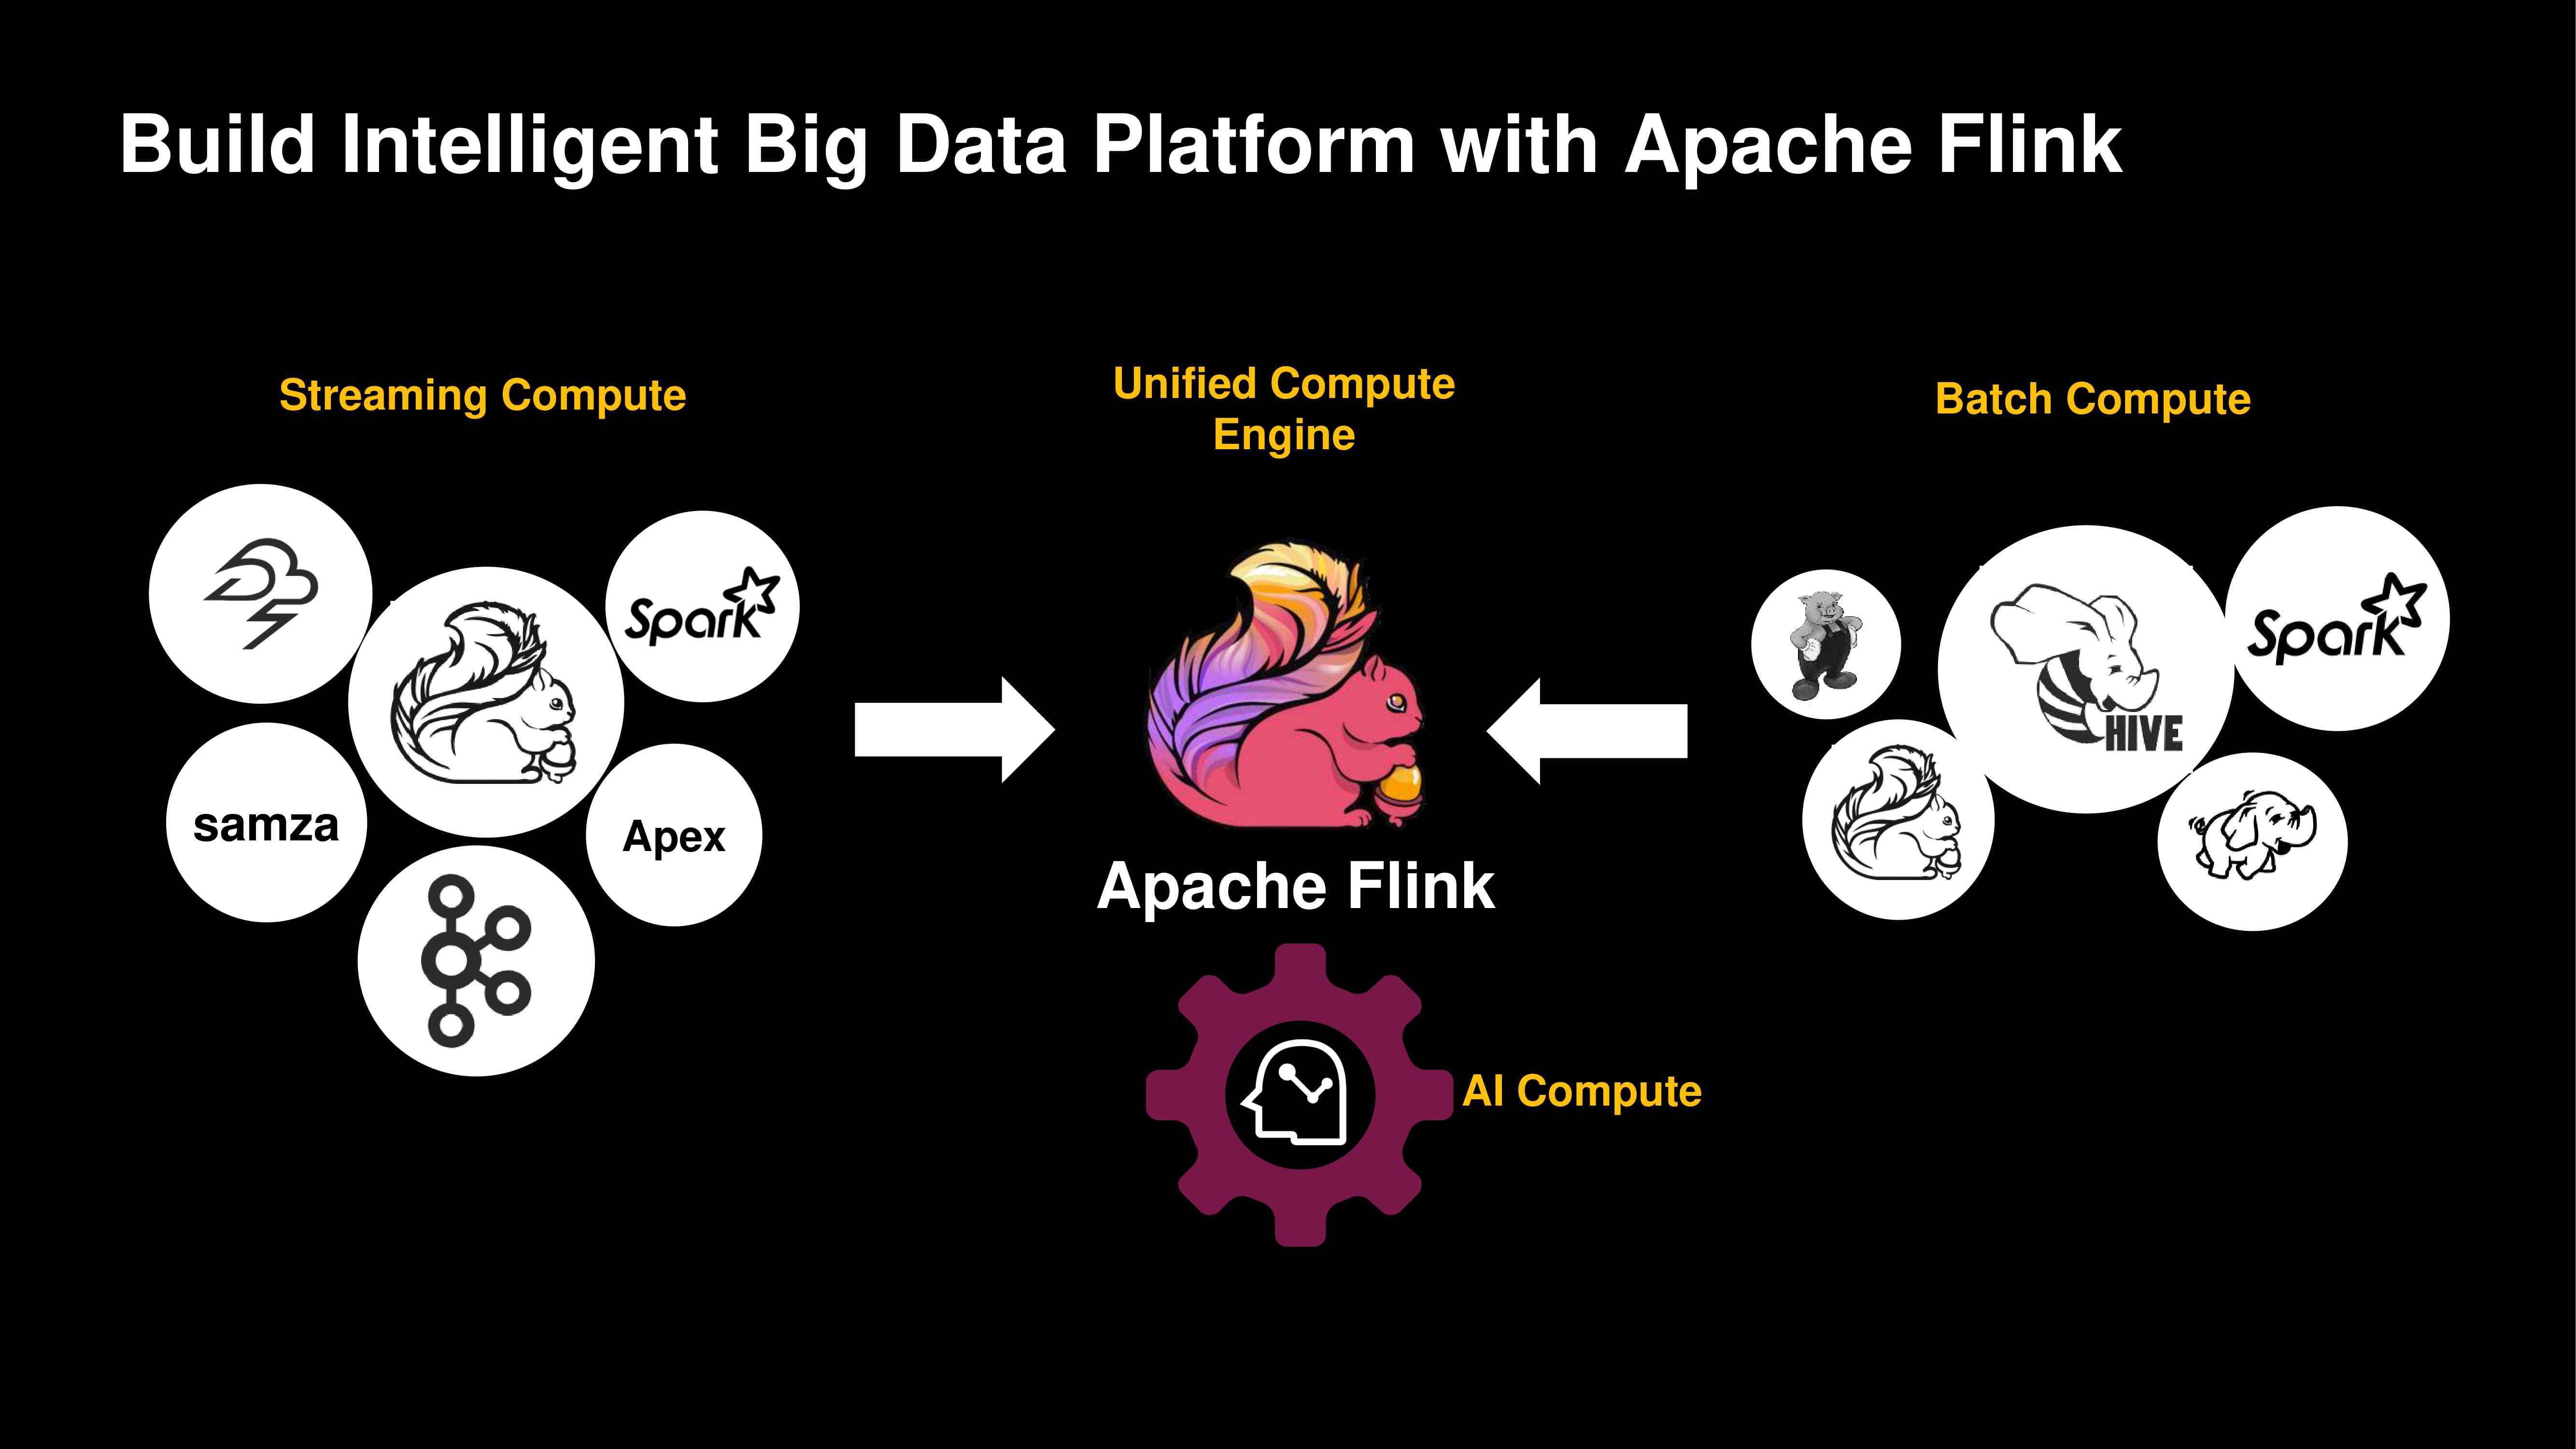 Build Intelligent Big Data Platform with Apache Flink
Streaming Compute
Unified Compute
Engine
Batch Compute
Spark
samza
Apex
Apache Flink
AI Compute
HIVE
Spark